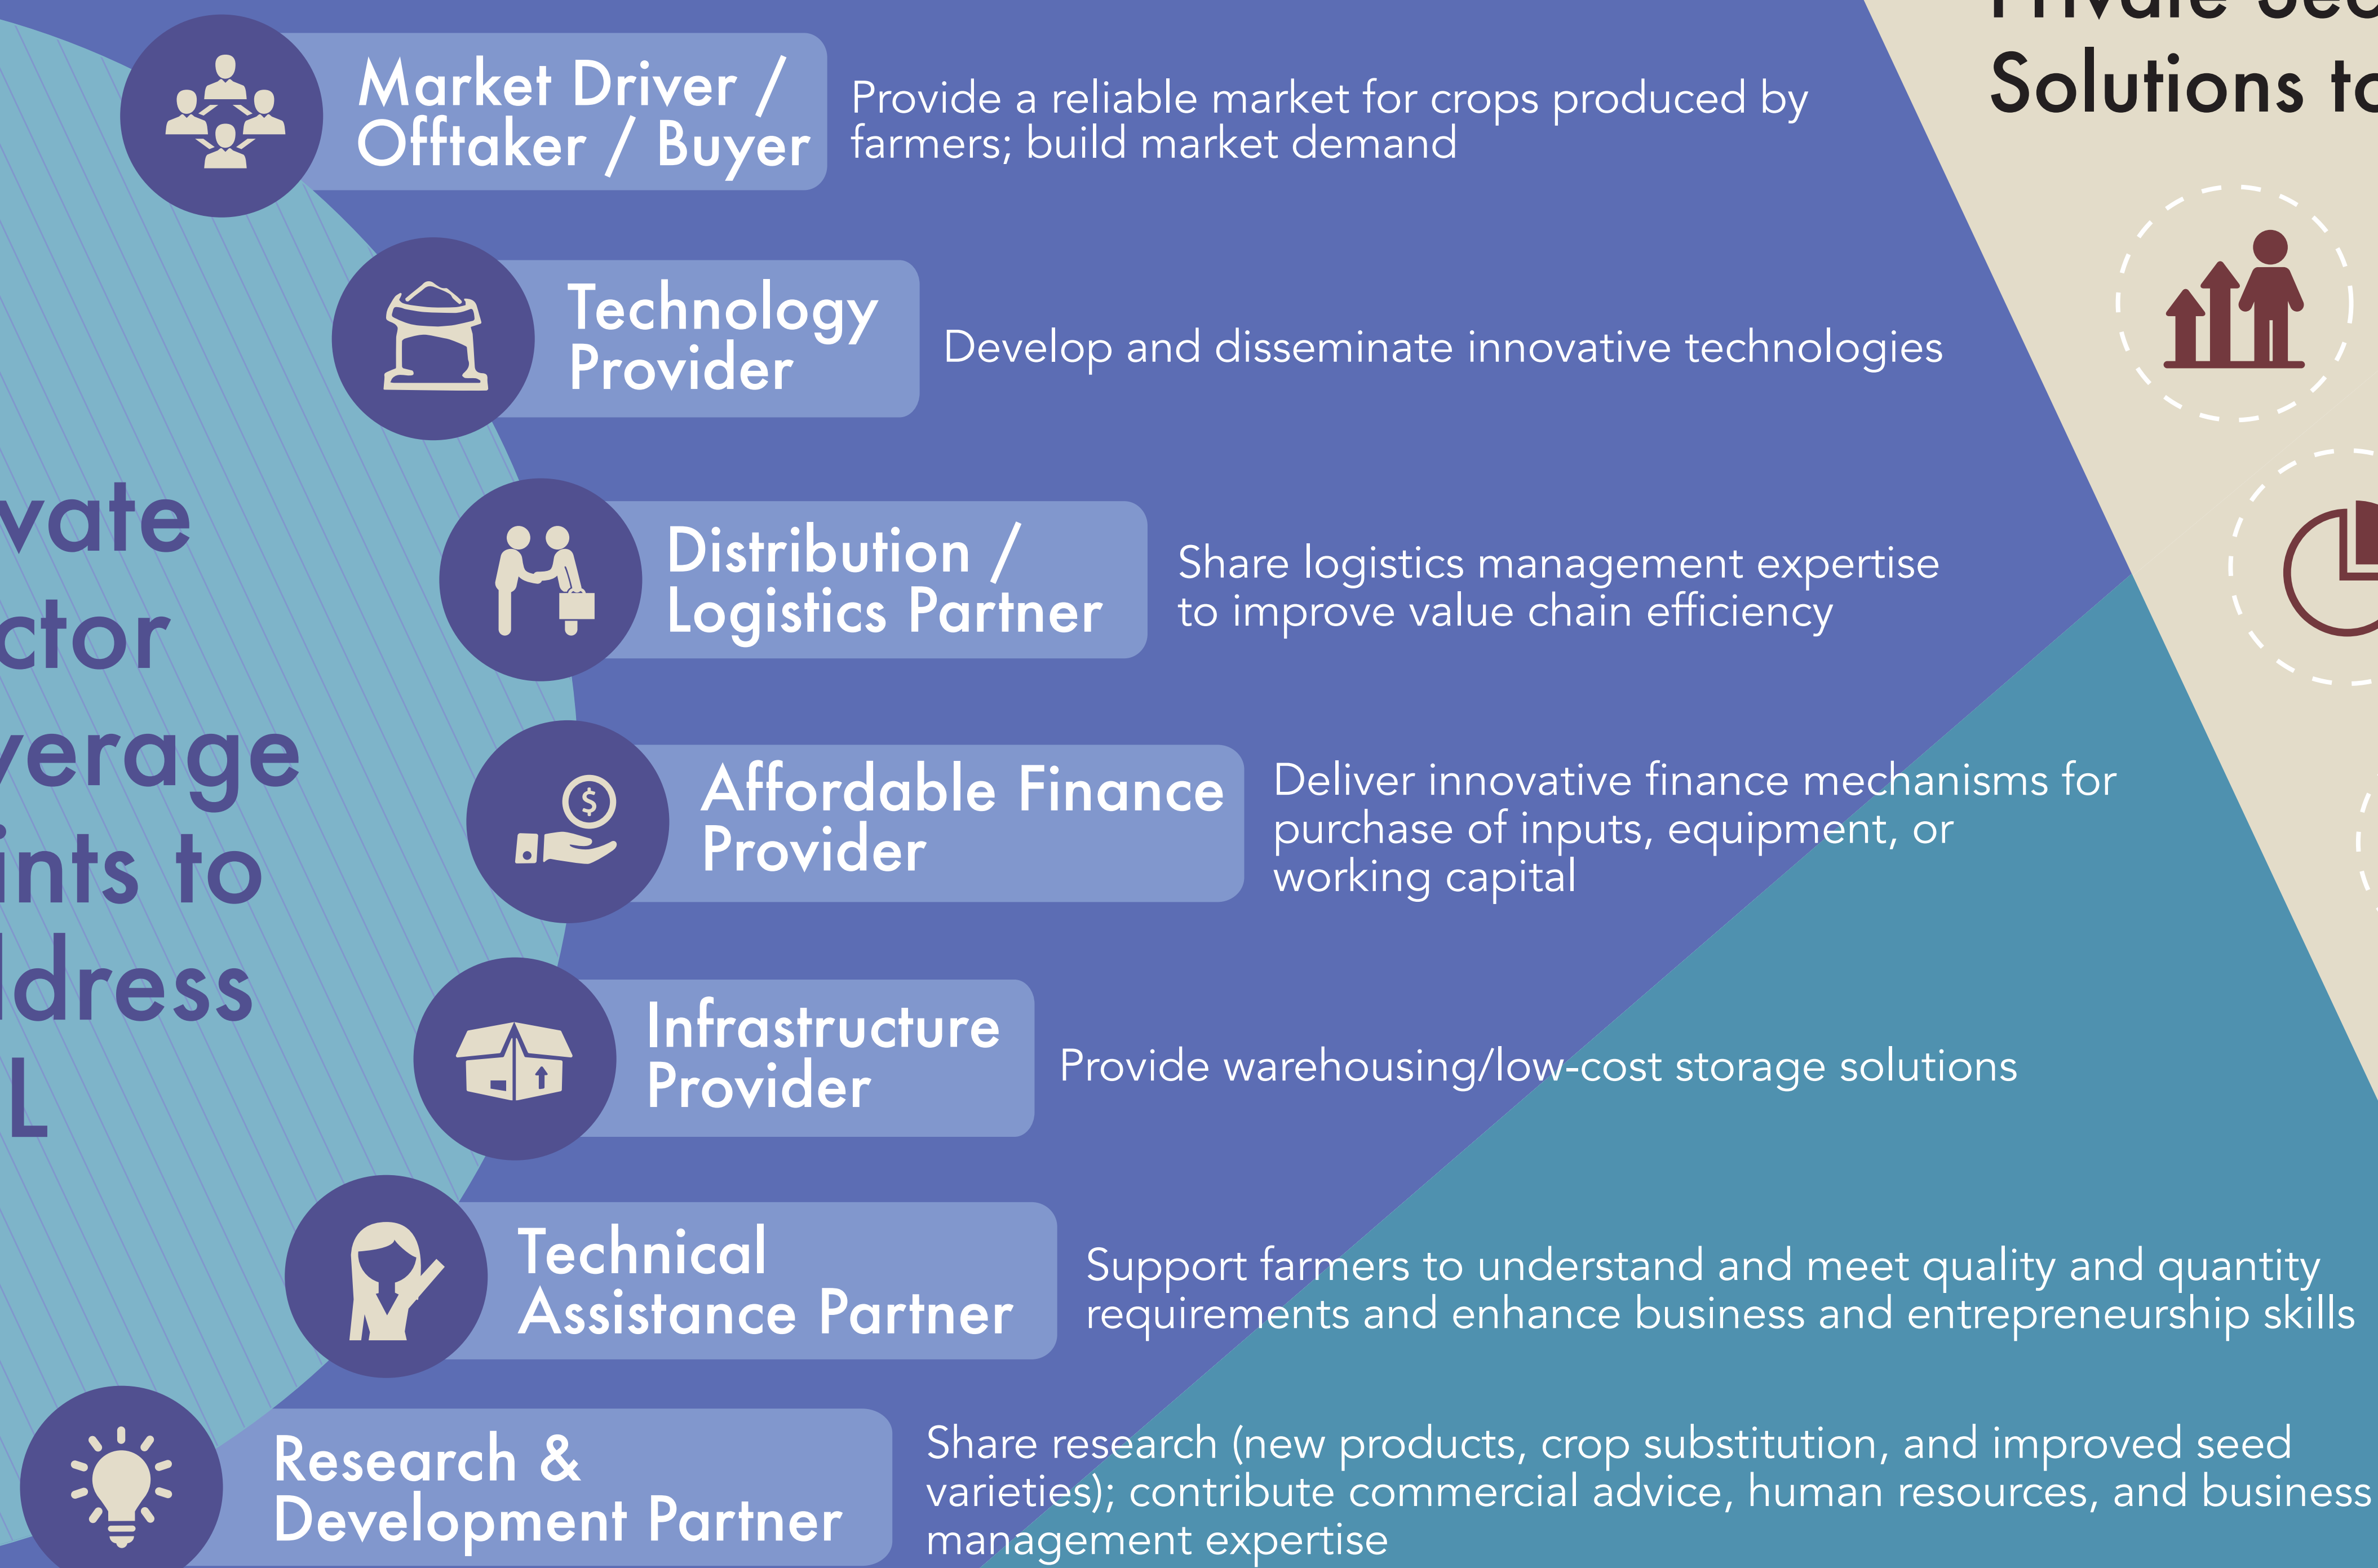 vate
ctor
verage
ints to
dress
L
Market Driver /
Offtaker / Buyer
Provide a reliable market for crops produced by
farmers; build market demand
Technology
Provider
Develop and disseminate innovative technologies
Distribution /
Logistics Partner
Share logistics management expertise
to improve value chain efficiency
Affordable Finance
Provider
Deliver innovative finance mechanisms for
purchase of inputs, equipment, or
working capital
$
Infrastructure
Provider
Provide warehousing/low-cost storage solutions
Technical
Assistance Partner
Support farmers to understand and meet quality and quantity
requirements and enhance business and entrepreneurship skills
Research &
Development Partner
Share research (new products, crop substitution, and improved seed
varieties); contribute commercial advice, human resources, and business
management expertise
Private Sec
Solutions to